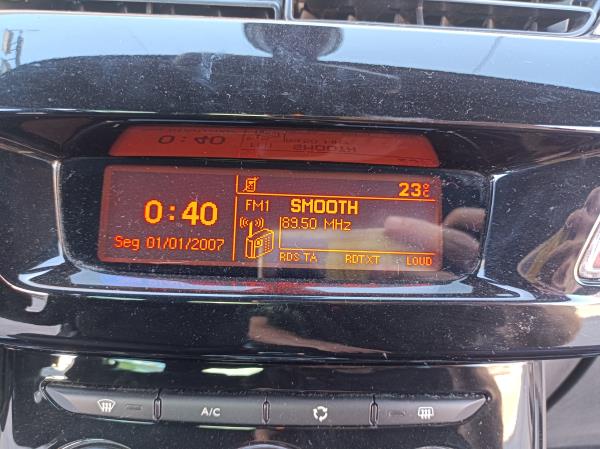 23°C
0:40
FM1 SMOOTH
89.50 MHz
Seg 01/01/2007
RDS TA RDTXT LOUD
A/C